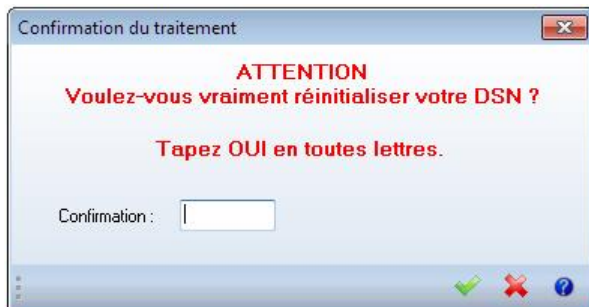 Confirmation du traitement
ATTENTION
Voulez-vous vraiment réinitialiser votre DSN ?
Tapez OUI en toutes lettres.
Confirmation :